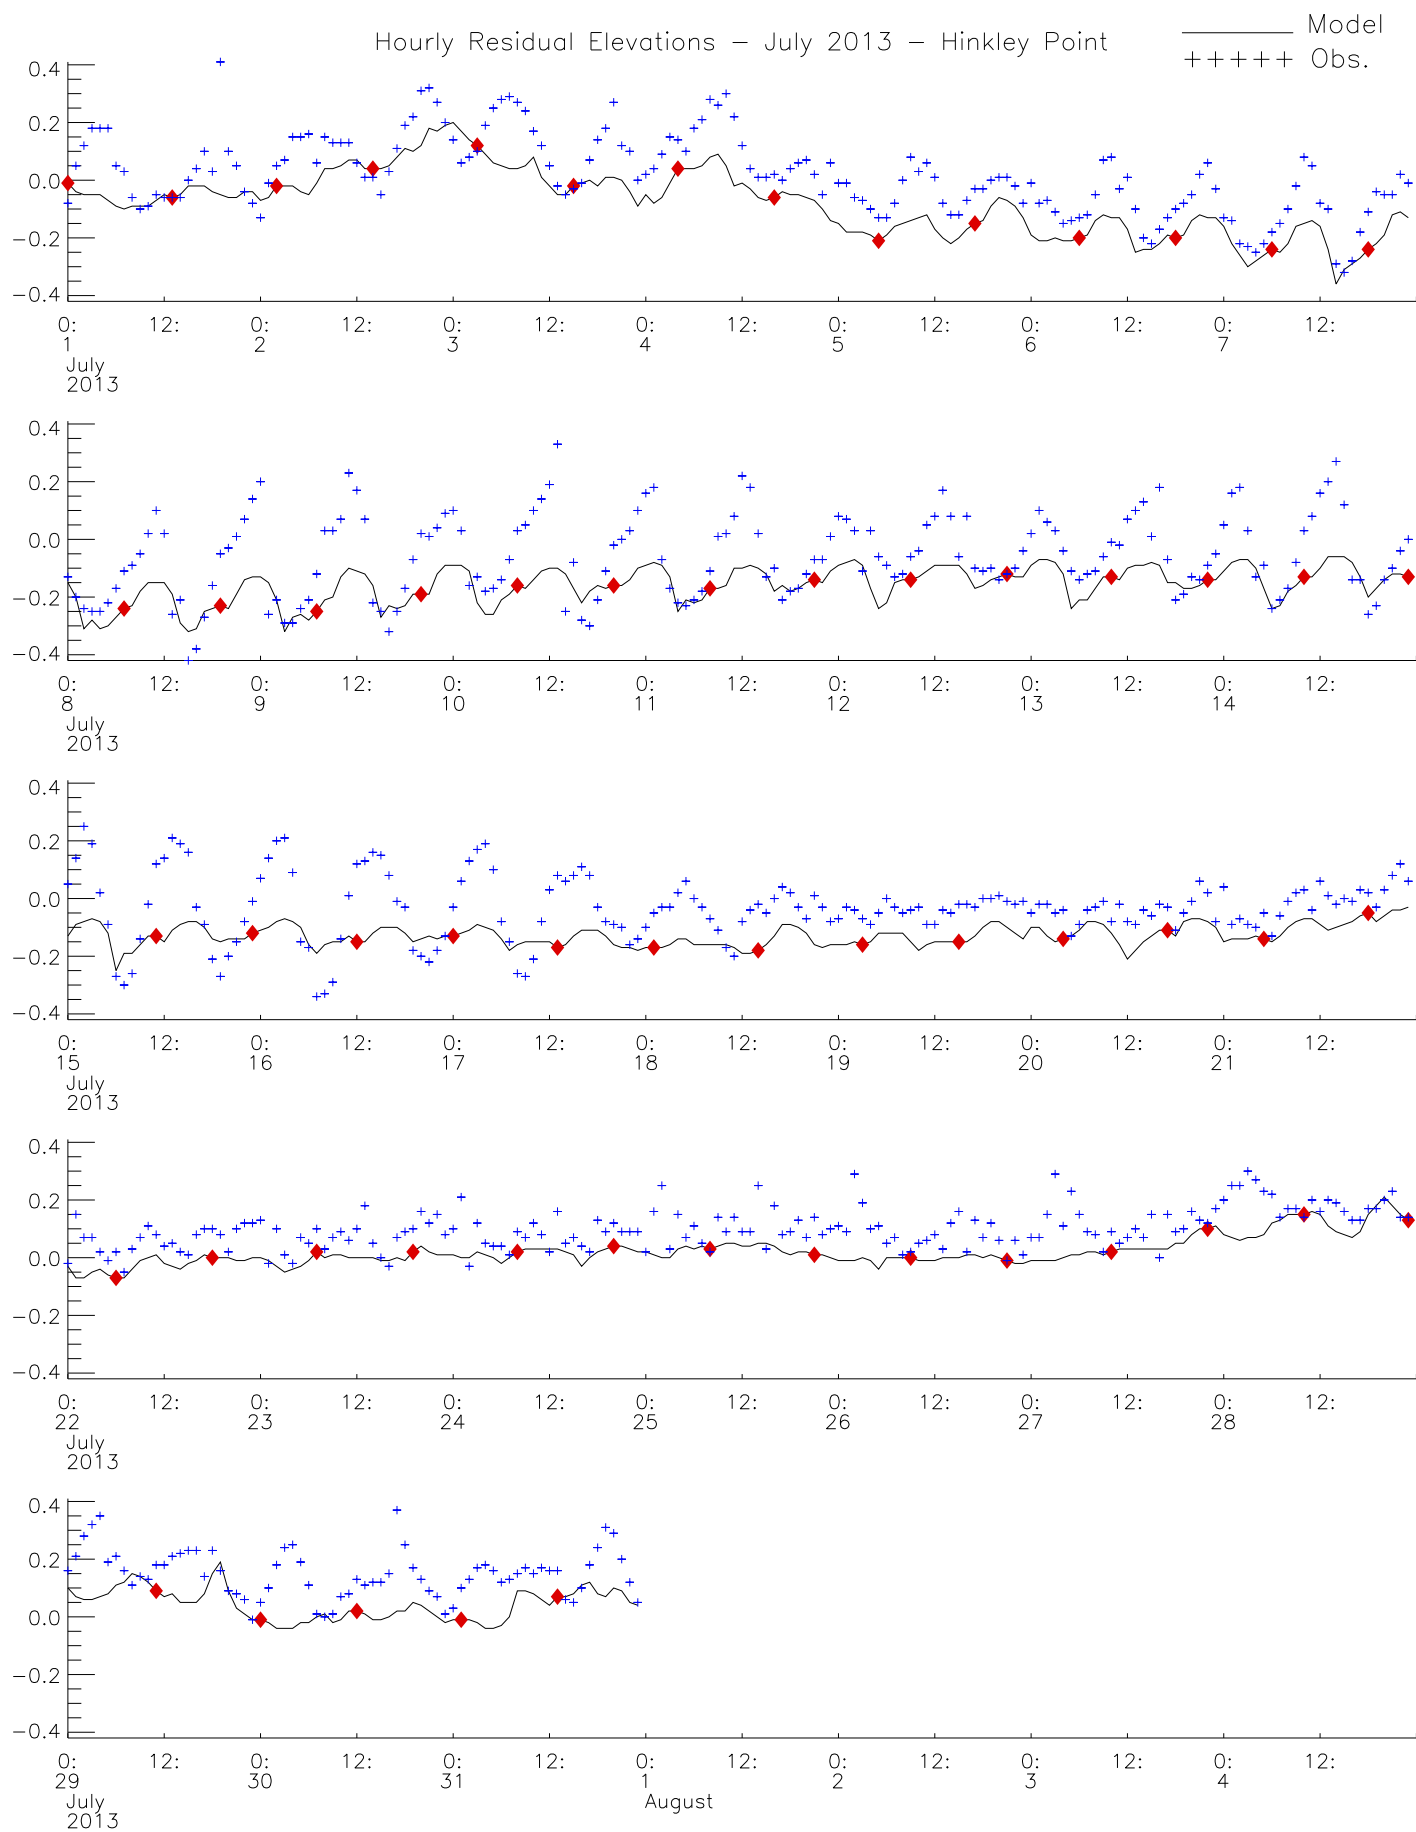 Hourly Residual Elevations – July 2013 – Hinkley Point
Model
+++++ Obs.
0.4
0.2
0.0
−0.2
−0.4
0: 12: 0: 12: 0: 12: 0: 12: 0: 12: 0: 12: 0: 12:
1 2 3 4 5 6 7
July
2013
0.4
0.2
0.0
−0.2
−0.4
0: 12: 0: 12: 0: 12: 0: 12: 0: 12: 0: 12: 0: 12:
8 9 10 11 12 13 14
July
2013
0.4
0.2
0.0
−0.2
−0.4
0: 12: 0: 12: 0: 12: 0: 12: 0: 12: 0: 12: 0: 12:
15 16 17 18 19 20 21
July
2013
0.4
0.2
0.0
−0.2
−0.4
0: 12: 0: 12: 0: 12: 0: 12: 0: 12: 0: 12: 0: 12:
22 23 24 25 26 27 28
July
2013
0.4
0.2
0.0
−0.2
−0.4
0: 12: 0: 12: 0: 12: 0: 12: 0: 12: 0: 12: 0: 12:
29 30 31 1 2 3 4
July August
2013